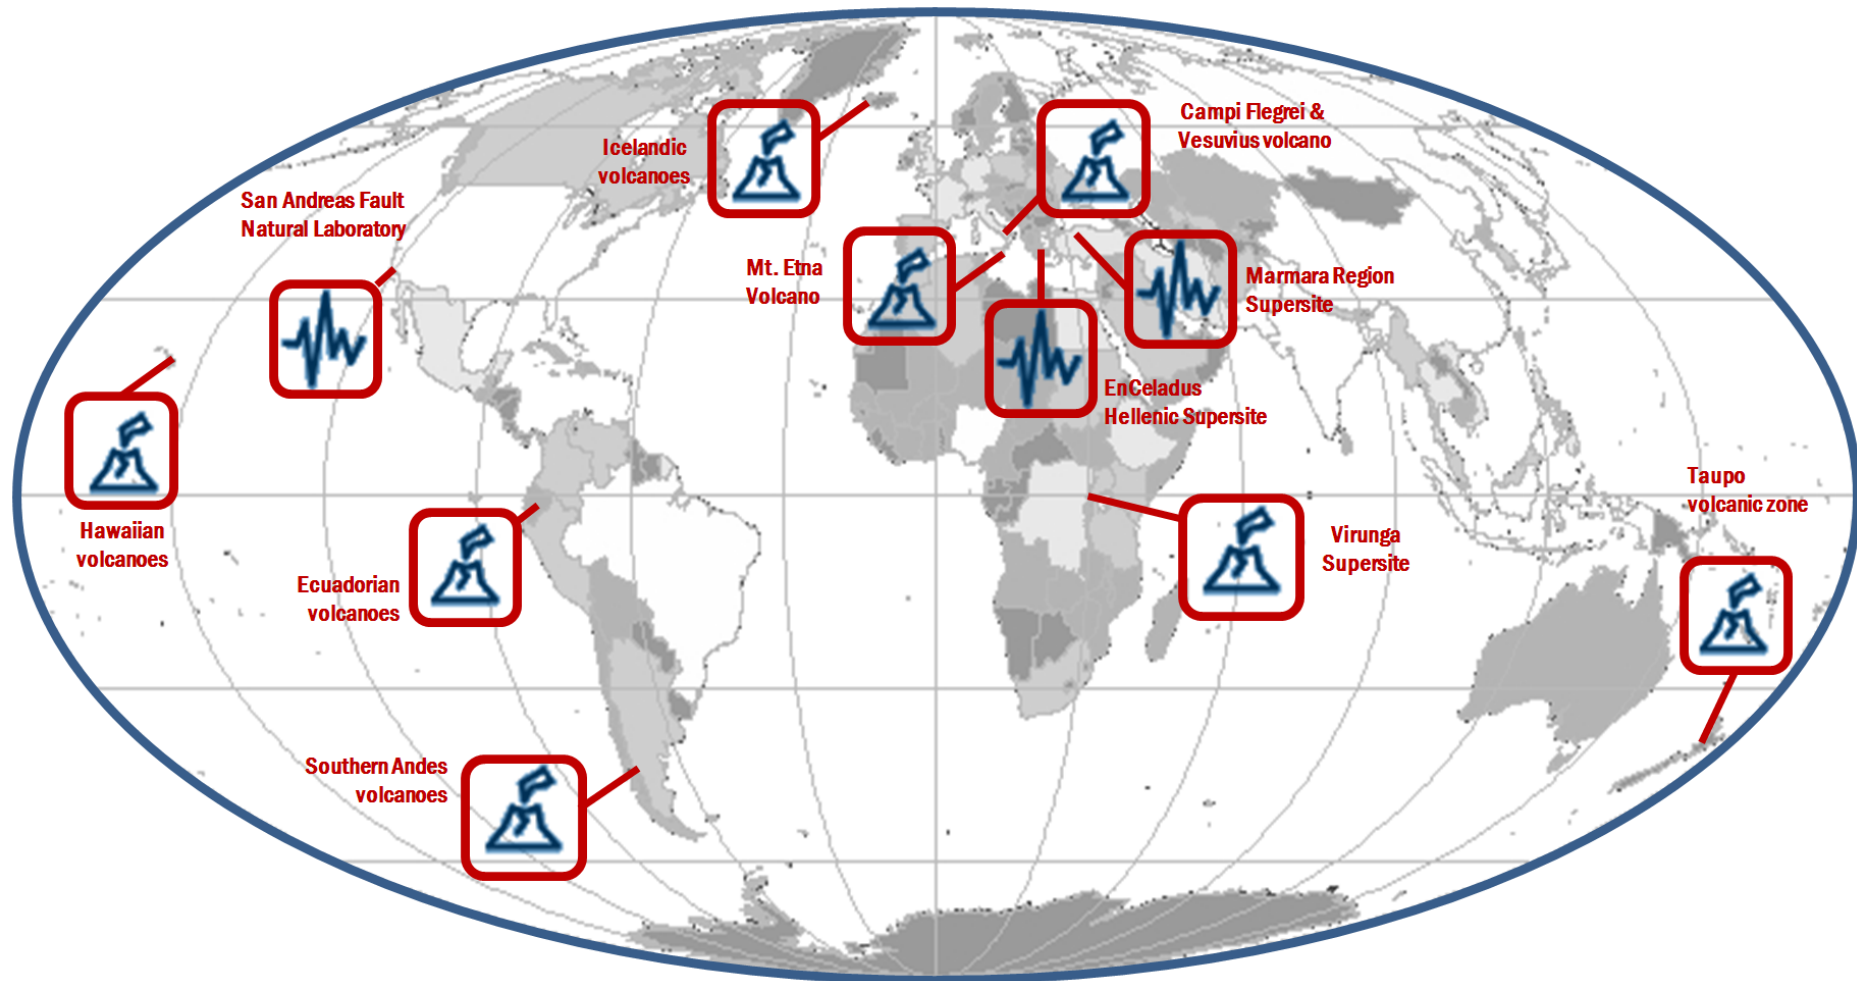 Campi Flegrei &
Vesuvius volcano
Icelandic
volcanoes
San Andreas Fault
Natural Laboratory
Mt. Etna
Volcano
Marmara Region
Supersite
EnCeladus
Hellenic Supersite
Taupo
volcanic zone
Hawaiian
volcanoes
Virunga
Supersite
Ecuadorian
volcanoes
Southern Andes
volcanoes